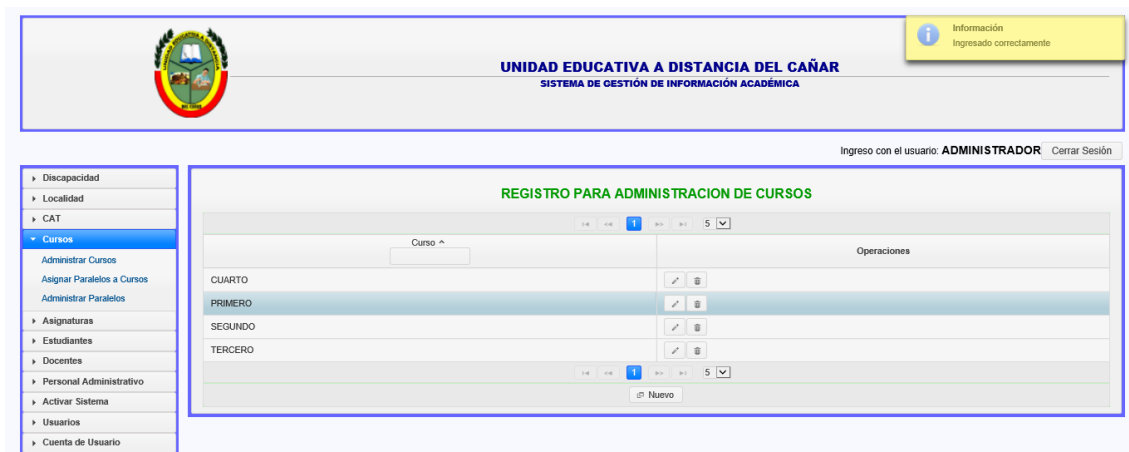 Información
Ingresado correctamente
UNIDAD EDUCATIVA A DISTANCIA DEL CAÑAR
SISTEMA DE GESTIÓN DE INFORMACIÓN ACADÉMICA
Ingreso con el usuario: ADMINISTRADOR Cerrar Sesión
Discapacidad
Localidad
CAT
Cursos
Administrar Cursos
Asignar Paralelos a Cursos
Administrar Paralelos
Asignaturas
Estudiantes
Docentes
Personal Administrativo
Activar Sistema
Usuarios
Cuenta de Usuario
REGISTRO PARA ADMINISTRACION DE CURSOS
1 5
Curso Operaciones
CUARTO
PRIMERO
SEGUNDO
TERCERO
1 5
Nuevo